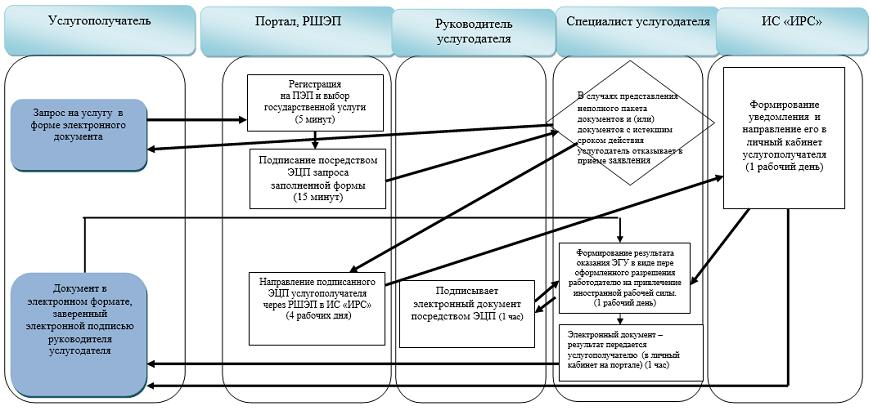 Услугополучатель
Портал, РШЭП
Руководитель
услугодателя
Специалист услугодателя
ИС «ИРС»
Запрос на услугу в
форме электронного
документа
Регистрация
на ПЭП и выбор
государственной услуги
(5 минут)
Подписание посредством
ЭЦП запроса
заполненной формы
(15 минут)
В случаях представления
неполного пакета
документов и (или)
документов с истекшим
сроком действия
услугодатель отказывает в
приеме заявления
Формирование
уведомления и
направление его в
личный кабинет
услугополучателя
(1 рабочий день)
Документ в
электронном формате,
заверенный
электронной подписью
руководителя
услугодателя
Направление подписанного
ЭЦП услугополучателя
через РШЭП в ИС «ИРС»
(4 рабочих дня)
Подписывает
электронный документ
посредством ЭЦП (1 час)
Формирование результата
оказания ЭГУ в виде пере
оформленного разрешения
работодателю на привлечение
иностранной рабочей силы.
(1 рабочий день)
Электронный документ –
результат передается
услугополучателю (в личный
кабинет на портале) (1 час)